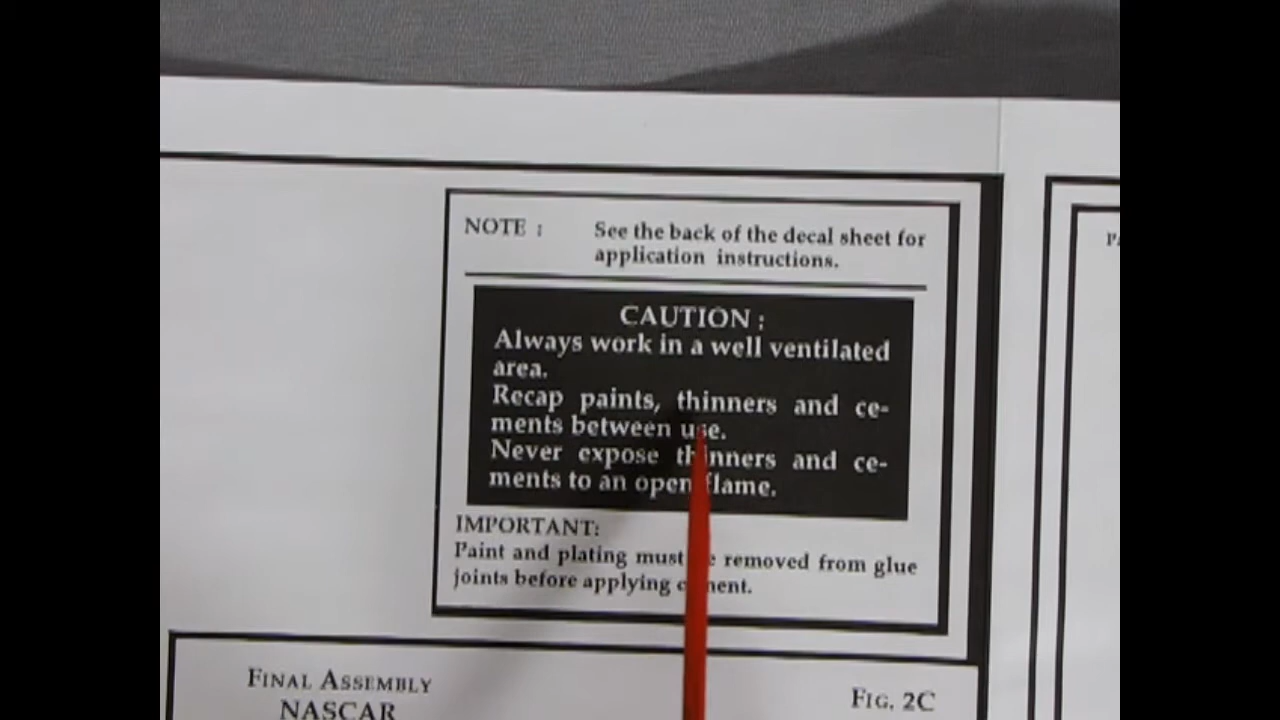 NOTE : See the back of the decal sheet for
application instructions.
CAUTION :
Always work in a well ventilated
area.
Recap paints, thinners and ce-
ments between use.
Never expose thinners and ce-
ments to an open flame.
IMPORTANT:
Paint and plating must be removed from glue
joints before applying cement.
FINAL ASSEMBLY
NASCAR
FIG. 2C